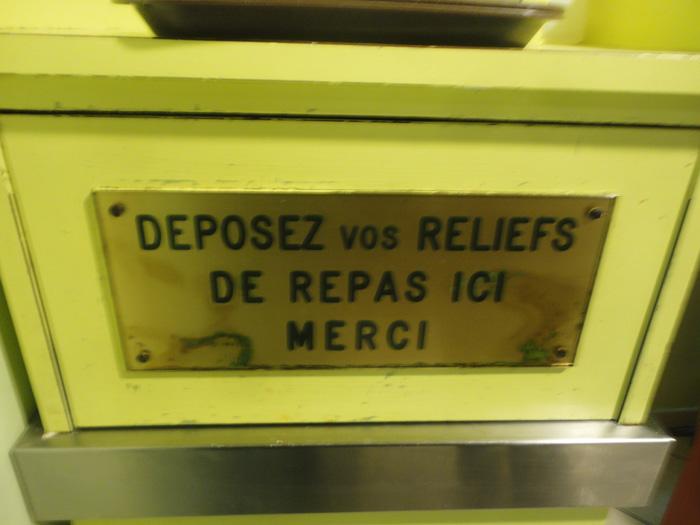 DEPOSEZ vos RELIEFS
DE REPAS ICI
MERCI